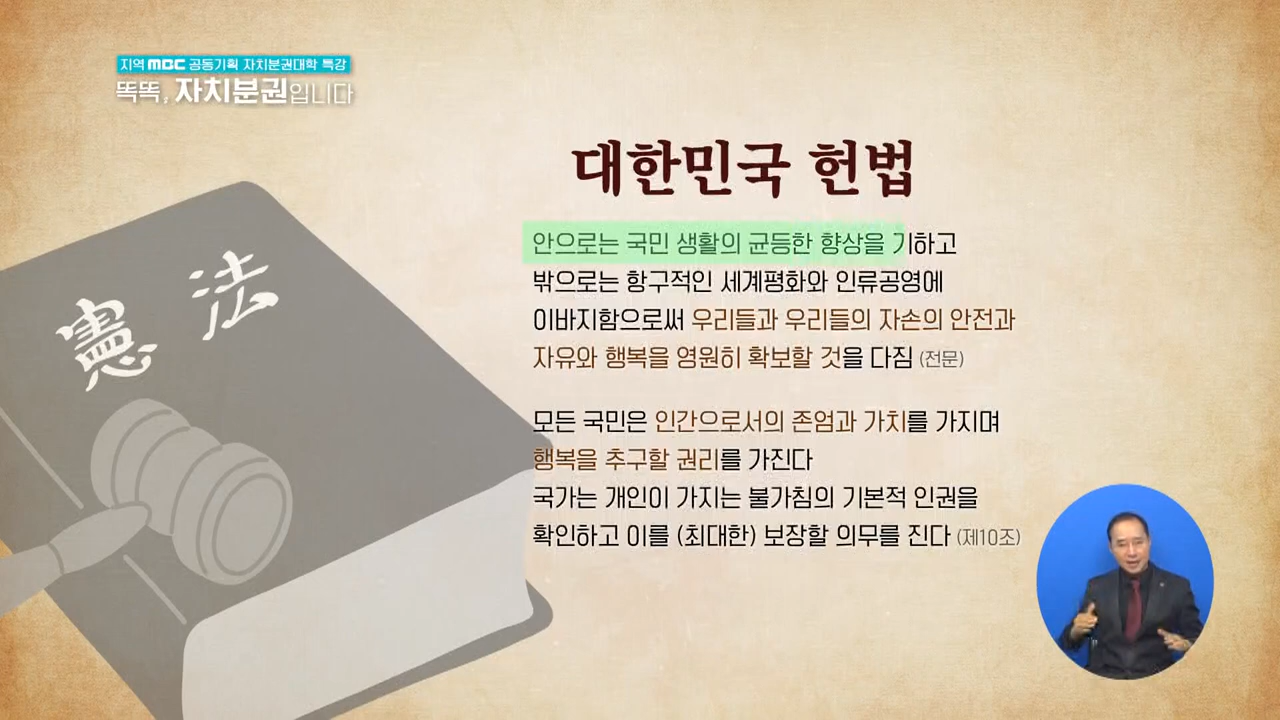 지역 MBC 공동기획 자치분권대학 특강
똑똑, 자치분권입니다
대한민국 헌법
안으로는 국민 생활의 균등한 향상을 기하고
밖으로는 항구적인 세계평화와 인류공영에
이바지함으로써 우리들과 우리들의 자손의 안전과
자유와 행복을 영원히 확보할 것을 다짐 (전문)
모든 국민은 인간으로서의 존엄과 가치를 가지며
행복을 추구할 권리를 가진다
국가는 개인이 가지는 불가침의 기본적 인권을
확인하고 이를 (최대한) 보장할 의무를 진다 (제10조)
憲法